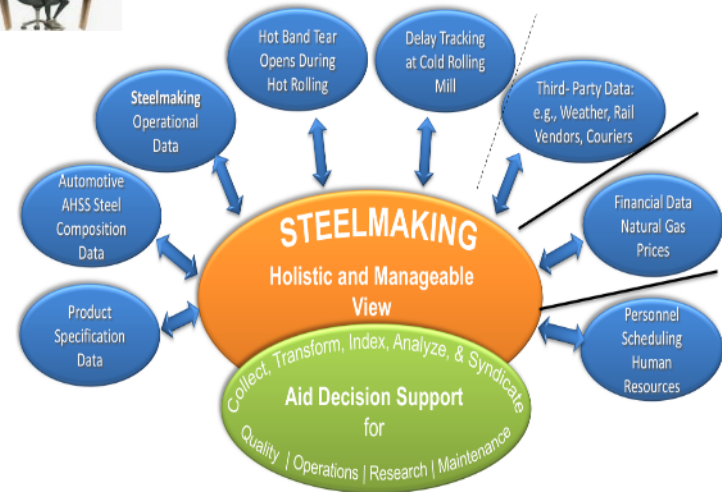 Hot Band Tear
Opens During
Hot Rolling
Delay Tracking
at Cold Rolling
Mill
Steelmaking
Operational
Data
Third- Party Data:
e.g., Weather, Rail
Vendors, Couriers
Automotive
AHSS Steel
Composition
Data
Financial Data
Natural Gas
Prices
Product
Specification
Data
Personnel
Scheduling
Human
Resources
STEELMAKING
Holistic and Manageable
View
Collect, Transform, Index, Analyze, & Syndicate
Aid Decision Support
for
Quality | Operations | Research | Maintenance